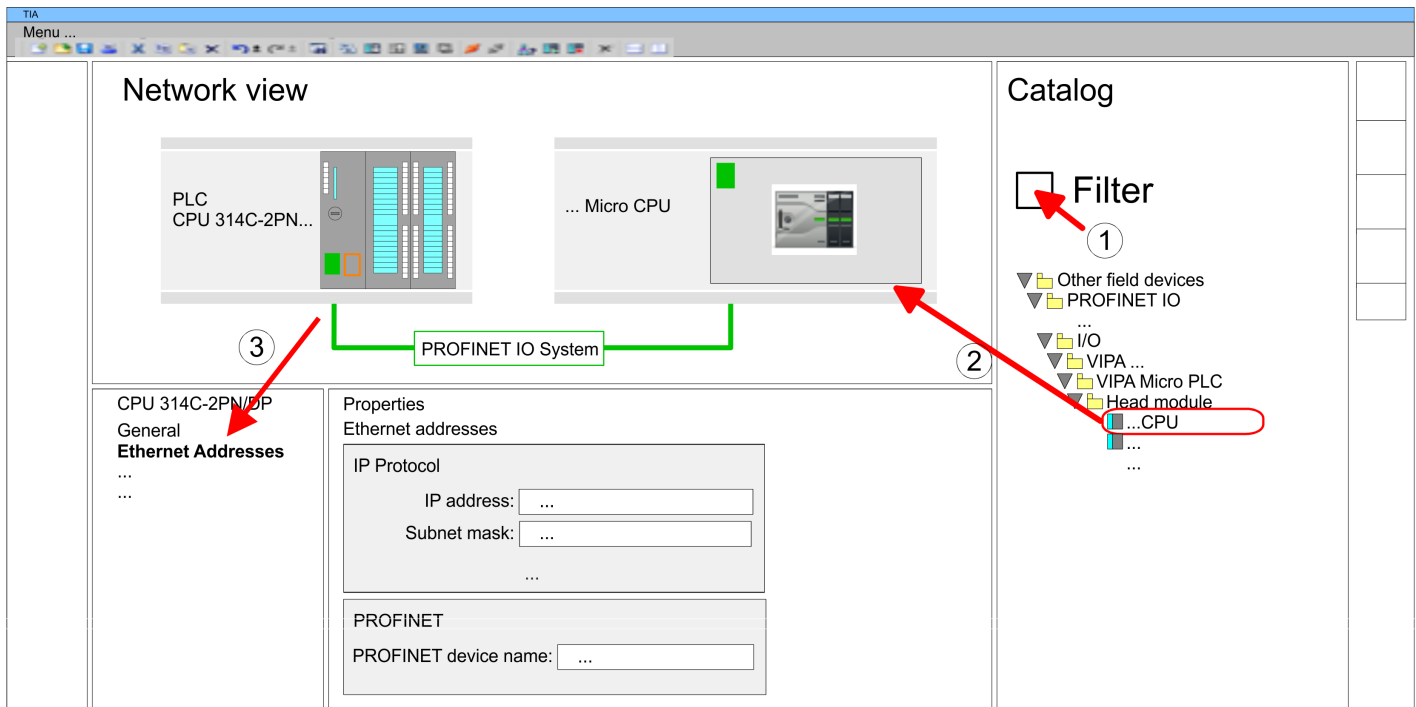 TIA
Menu ...
Network view
PLC
CPU 314C-2PN...
... Micro CPU
PROFINET IO System
3
2
Catalog
Filter
1
Other field devices
PROFINET IO
...
I/O
VIPA ...
VIPA Micro PLC
Head module
...CPU
...
...
CPU 314C-2PN/DP
General
Ethernet Addresses
...
...
Properties
Ethernet addresses
IP Protocol
IP address: ...
Subnet mask: ...
...
PROFINET
PROFINET device name: ...